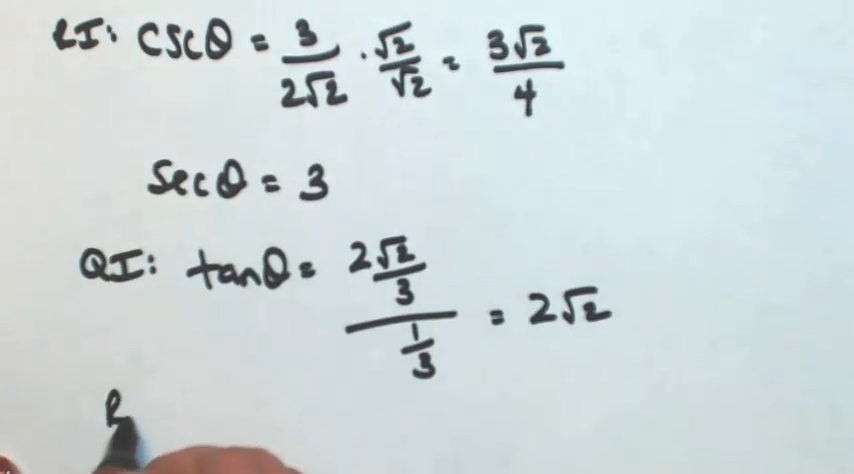 RI: cscθ = 3/(2√2) · √2/√2 = 3√2/4
secθ = 3
QI: tanθ = (2√2/3)/(1/3) = 2√2
R